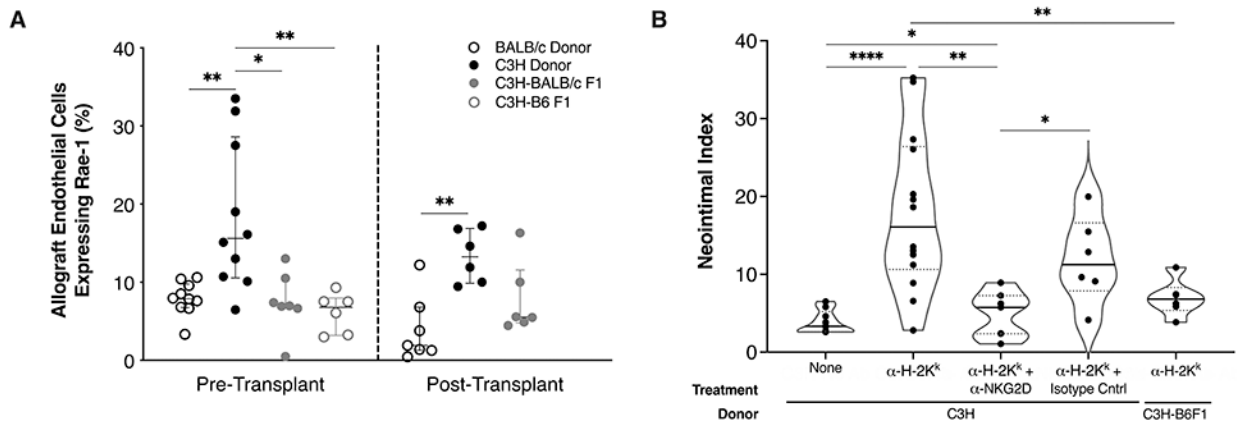 A
Allograft Endothelial Cells
Expressing Rae-1 (%)
40
30
20
10
0
**
*
**
**
BALB/c Donor
C3H Donor
C3H-BALB/c F1
C3H-B6 F1
Pre-Transplant
Post-Transplant
B
Neointimal Index
40
30
20
10
0
**
*
****
**
*
None
α-H-2Kᵏ
α-H-2Kᵏ +
α-NKG2D
α-H-2Kᵏ +
Isotype Cntrl
α-H-2Kᵏ
Treatment
Donor
C3H
C3H-B6F1